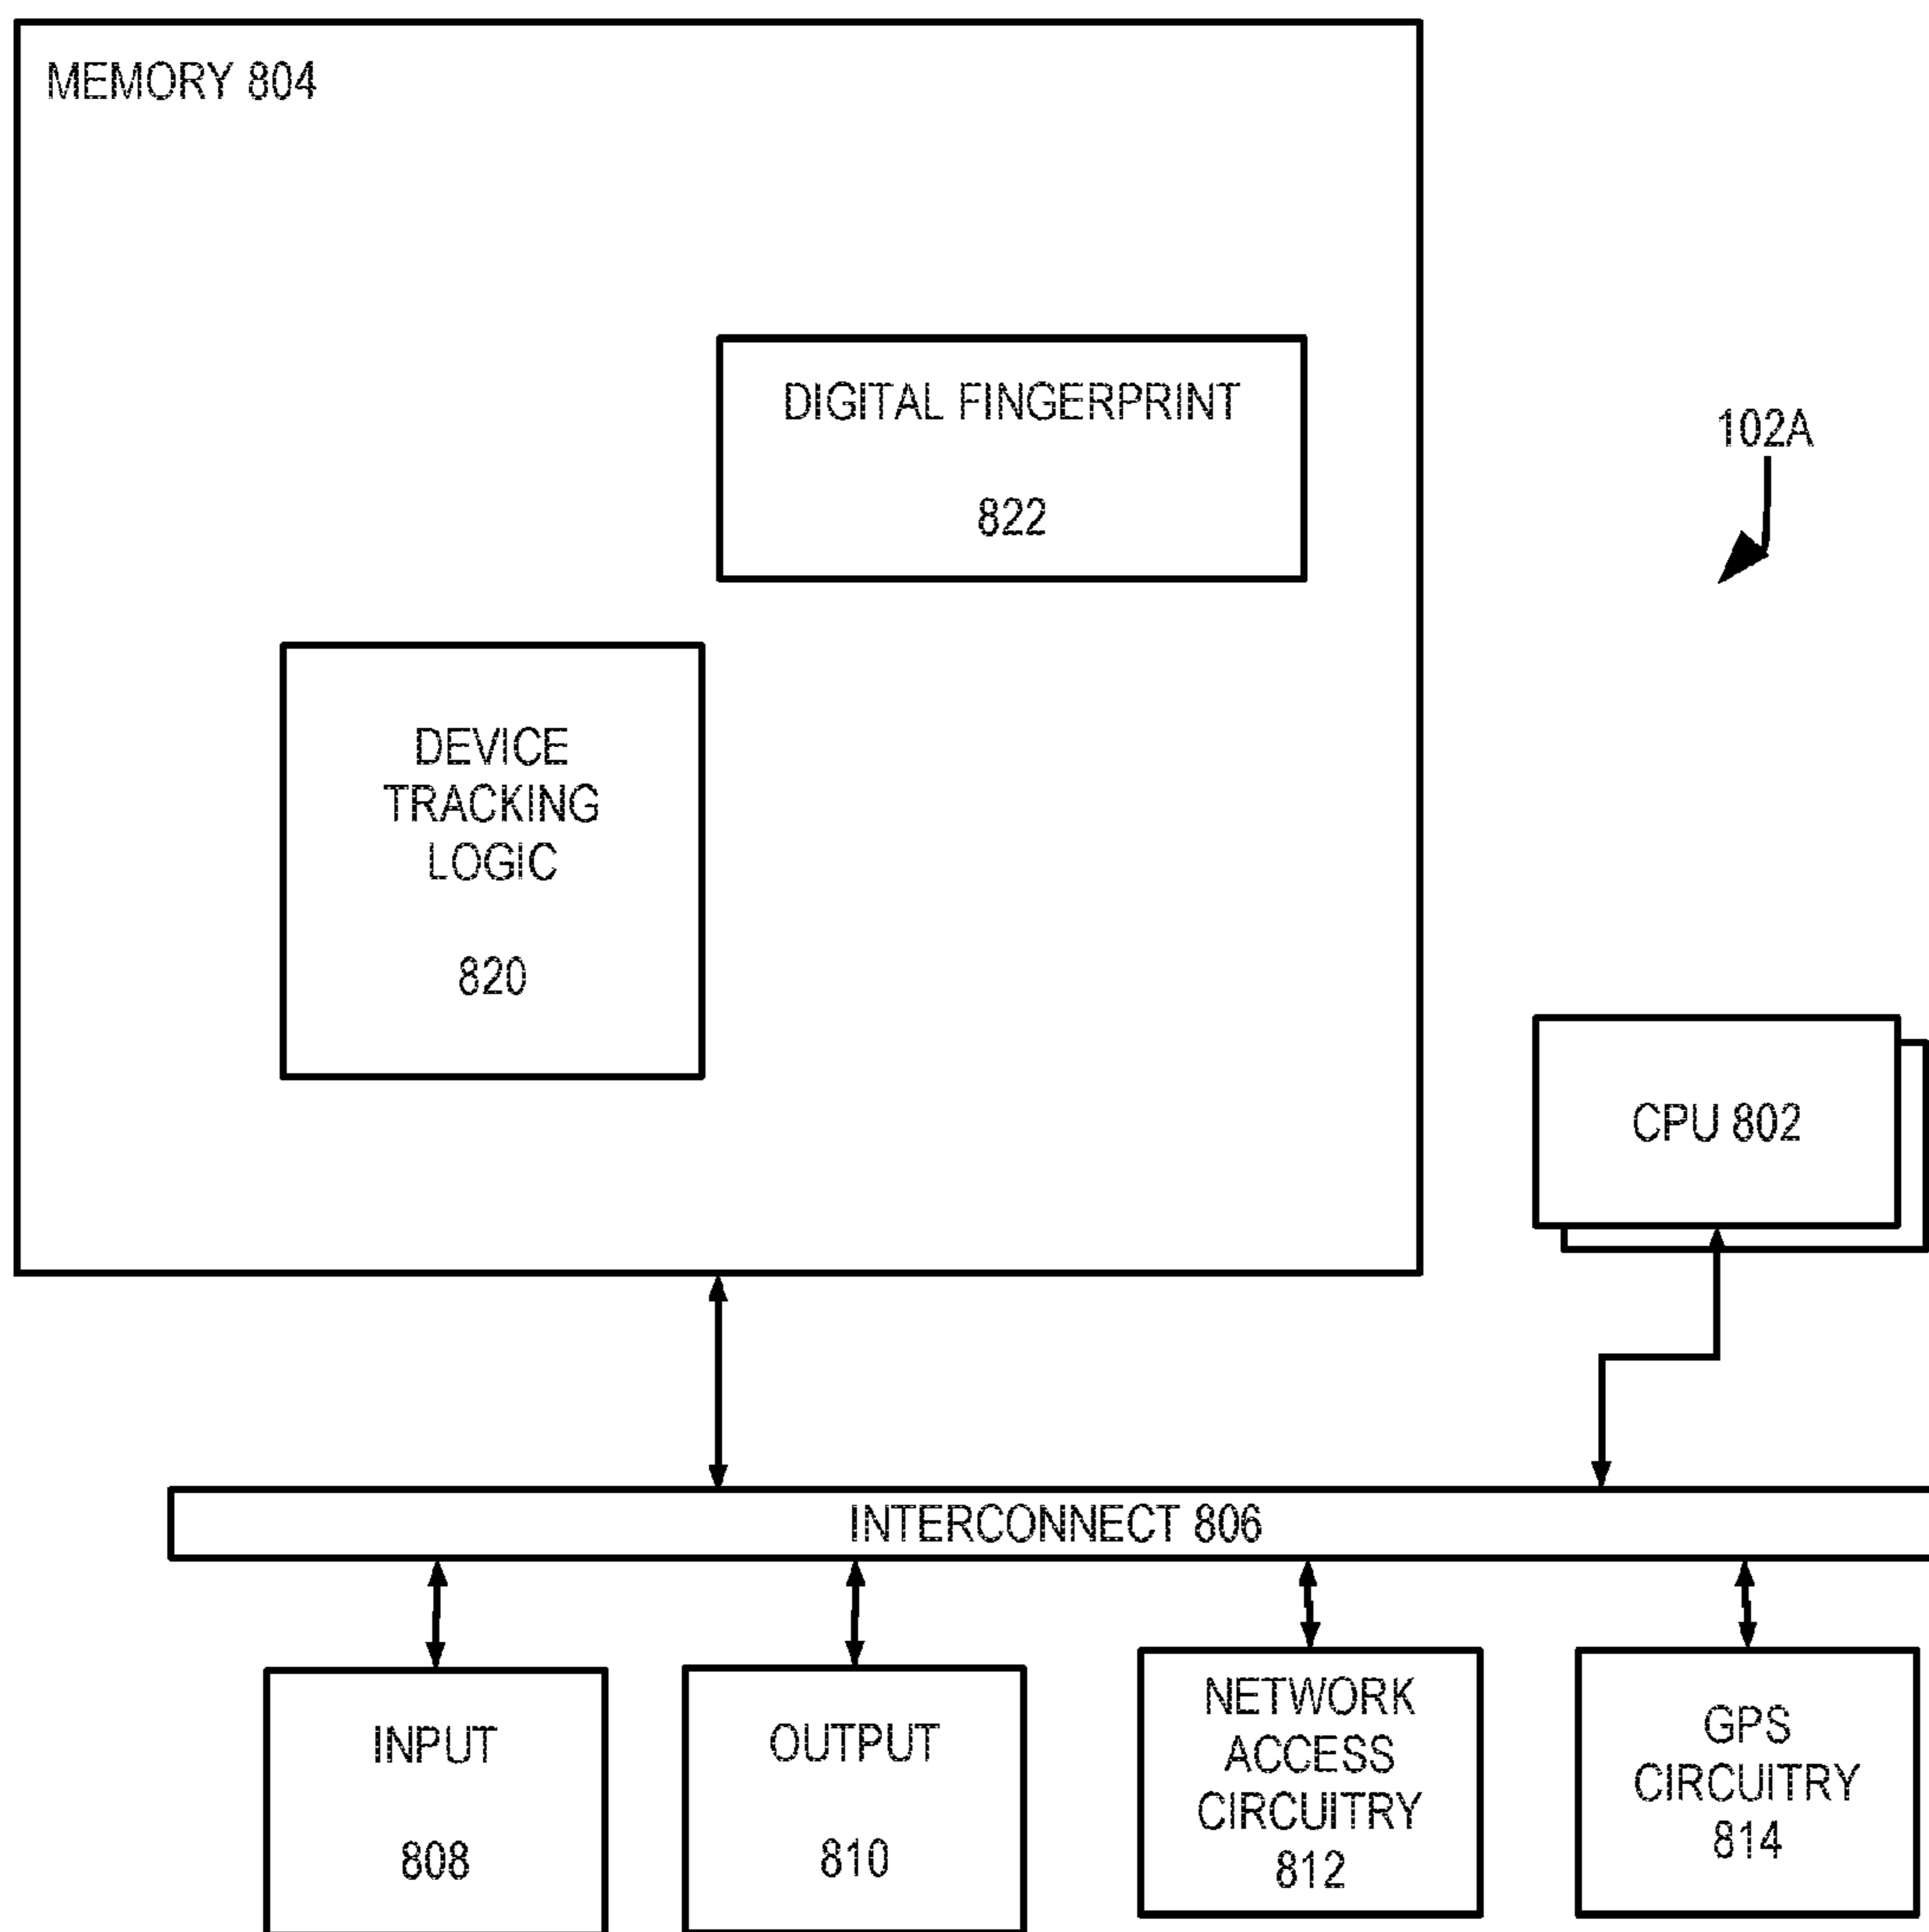 MEMORY 804
DIGITAL FINGERPRINT
822
102A
DEVICE
TRACKING
LOGIC
820
CPU 802
INTERCONNECT 806
INPUT
808
OUTPUT
810
NETWORK
ACCESS
CIRCUITRY
812
GPS
CIRCUITRY
814